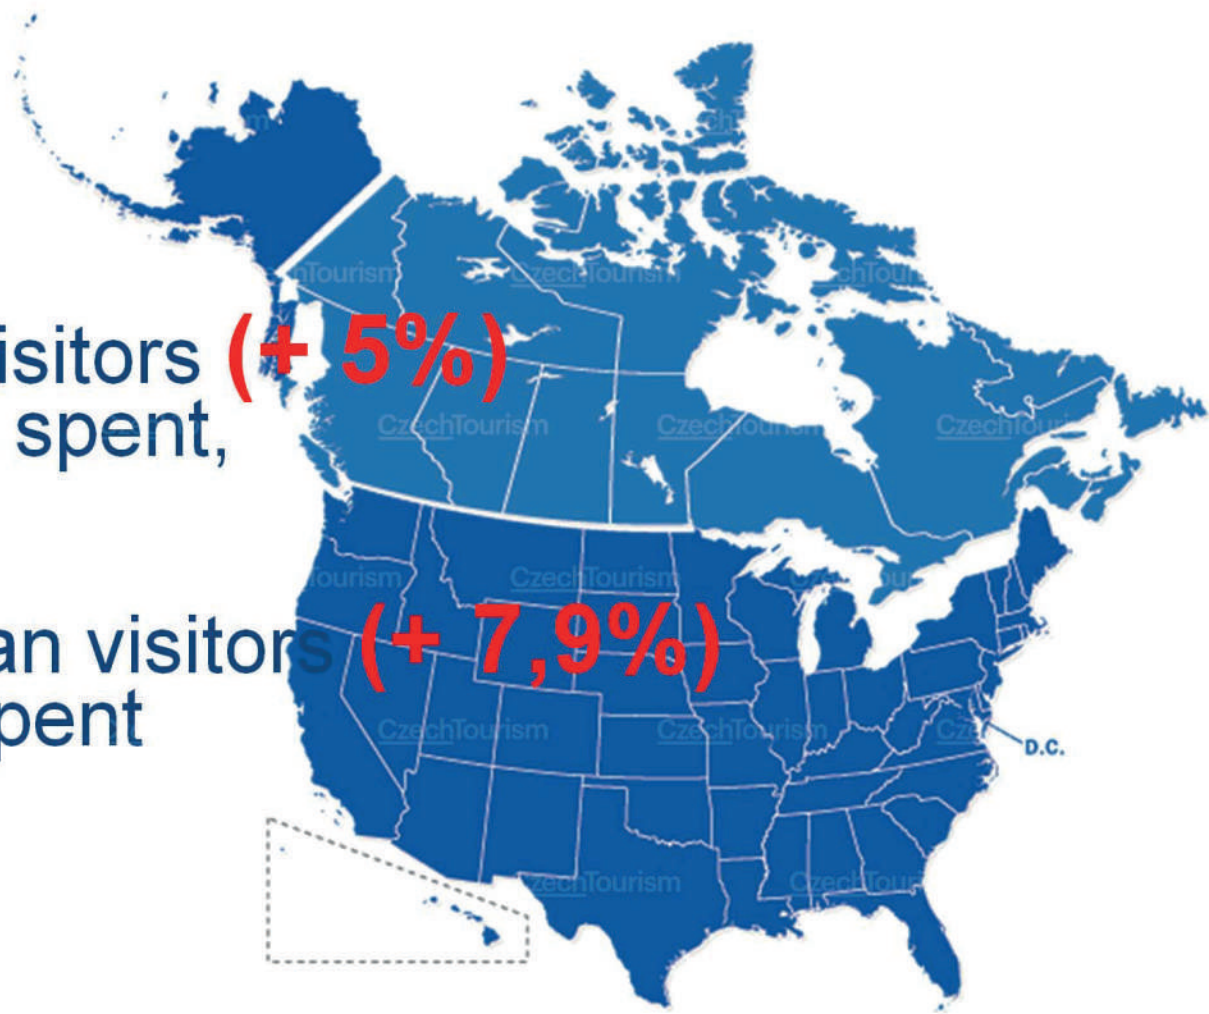 isitors (+ 5%)
spent,
an visitors (+ 7,9%)
pent
D.C.
CzechTourism